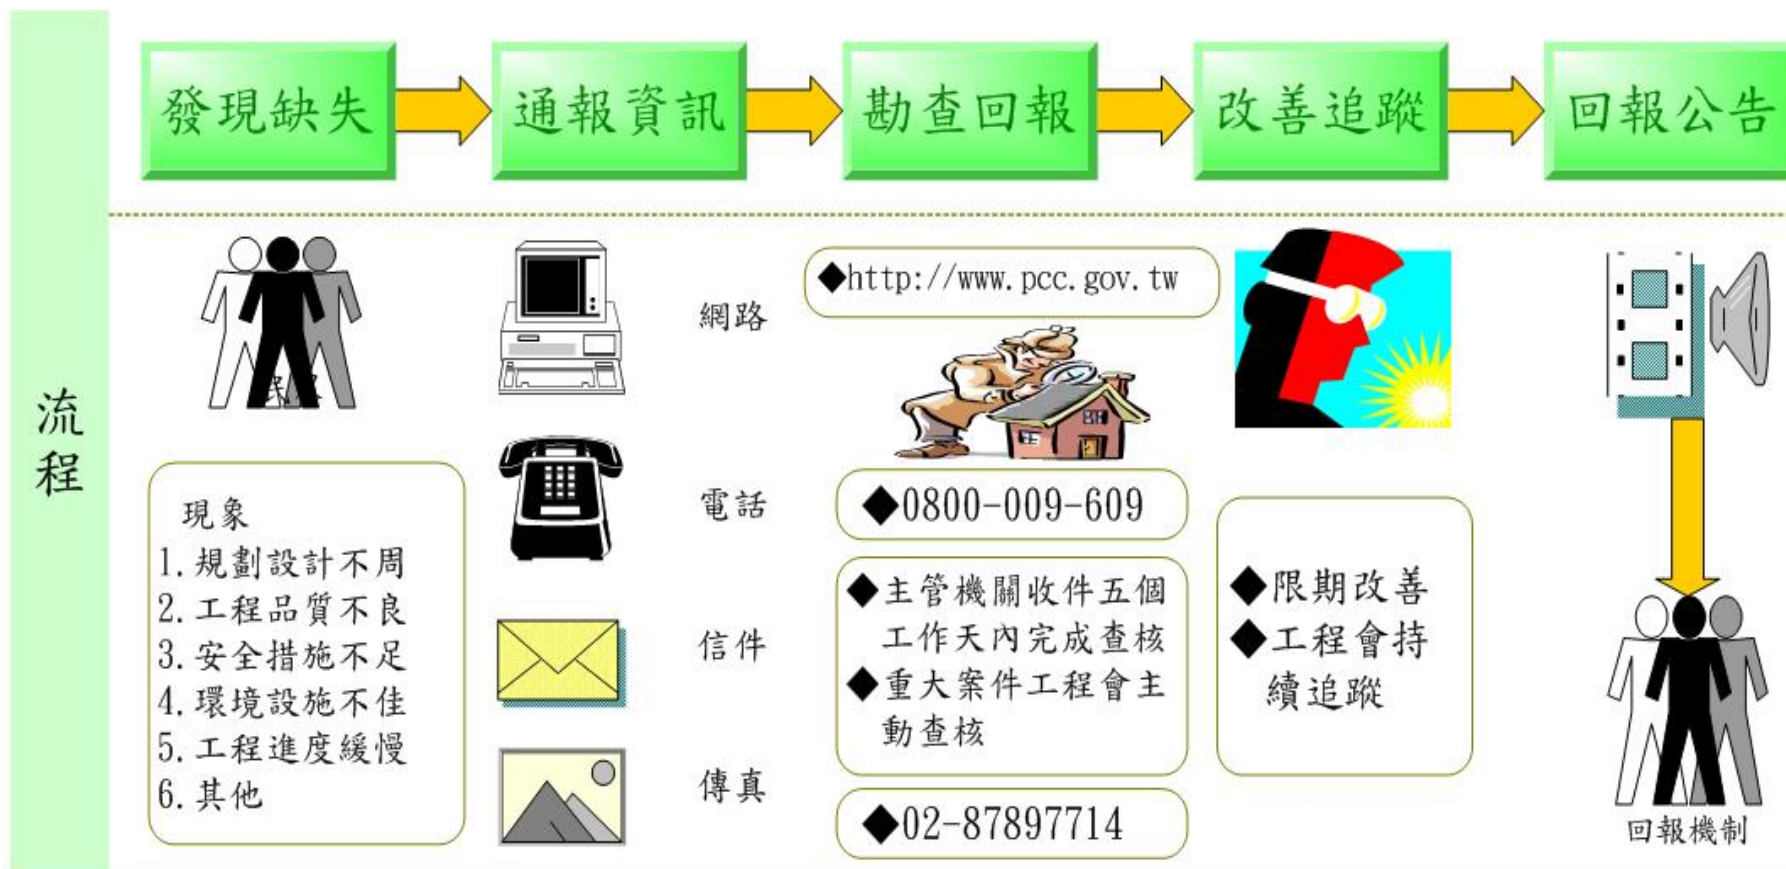 流程
發現缺失
通報資訊
勘查回報
改善追蹤
回報公告
現象
1.規劃設計不周
2.工程品質不良
3.安全措施不足
4.環境設施不佳
5.工程進度緩慢
6.其他
網路
◆http://www.pcc.gov.tw
電話
◆0800-009-609
信件
◆主管機關收件五個
工作天內完成查核
◆重大案件工程會主
動查核
傳真
◆02-87897714
◆限期改善
◆工程會持
續追蹤
回報機制